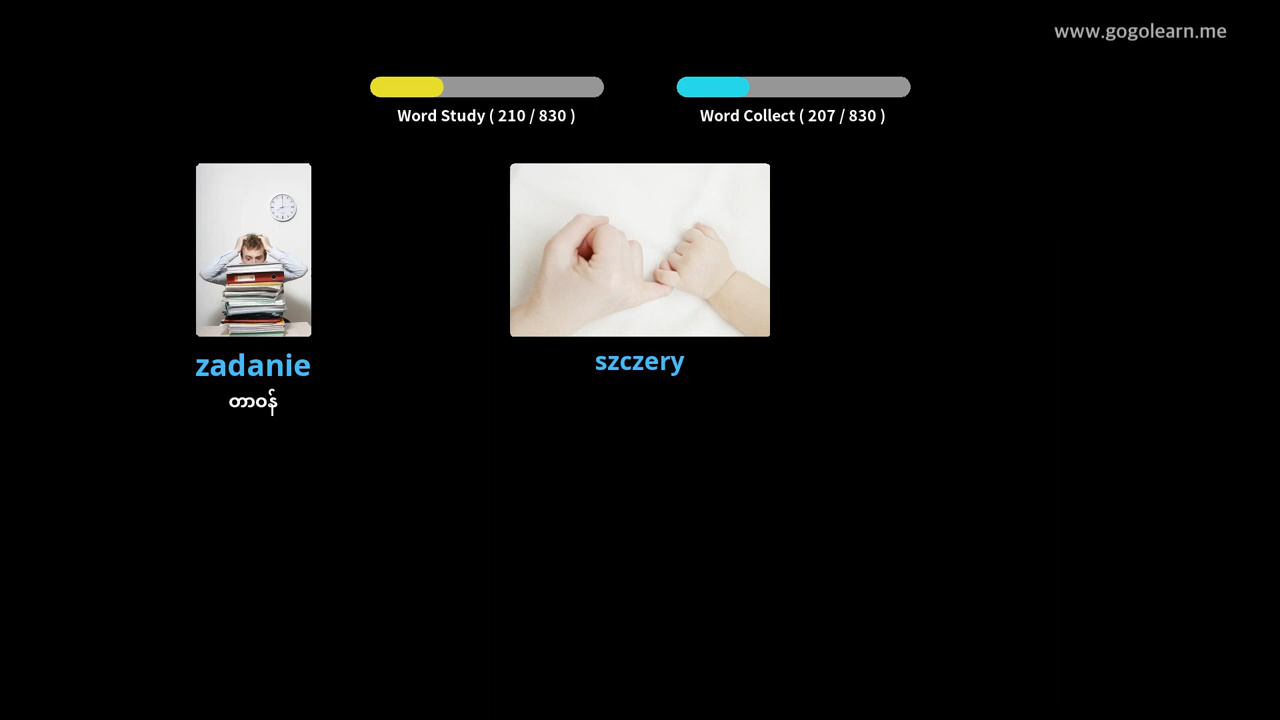 www.gogolearn.me
Word Study ( 210 / 830 )
Word Collect ( 207 / 830 )
zadanie
တာဝန်
szczery